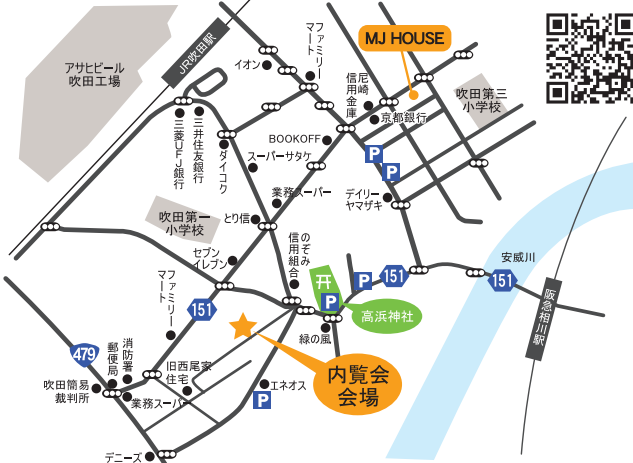 ファミリー
マート
MJ HOUSE
JR吹田駅
イオン
アサヒビール
吹田工場
尼崎
信用金庫
吹田第三
小学校
京都銀行
三菱UFJ銀行
三井住友銀行
ダイコク
BOOKOFF
スーパーサタケ
P
P
業務スーパー
デイリー
ヤマザキ
吹田第一
小学校
とり信
のぞみ
信用組合
セブン
イレブン
安威川
151
P
151
ファミリー
マート
151
P
高浜神社
阪急相川駅
緑の風
479
消防署
郵便局
旧西尾家
住宅
内覧会
会場
吹田簡易
裁判所
エネオス
P
業務スーパー
デニーズ